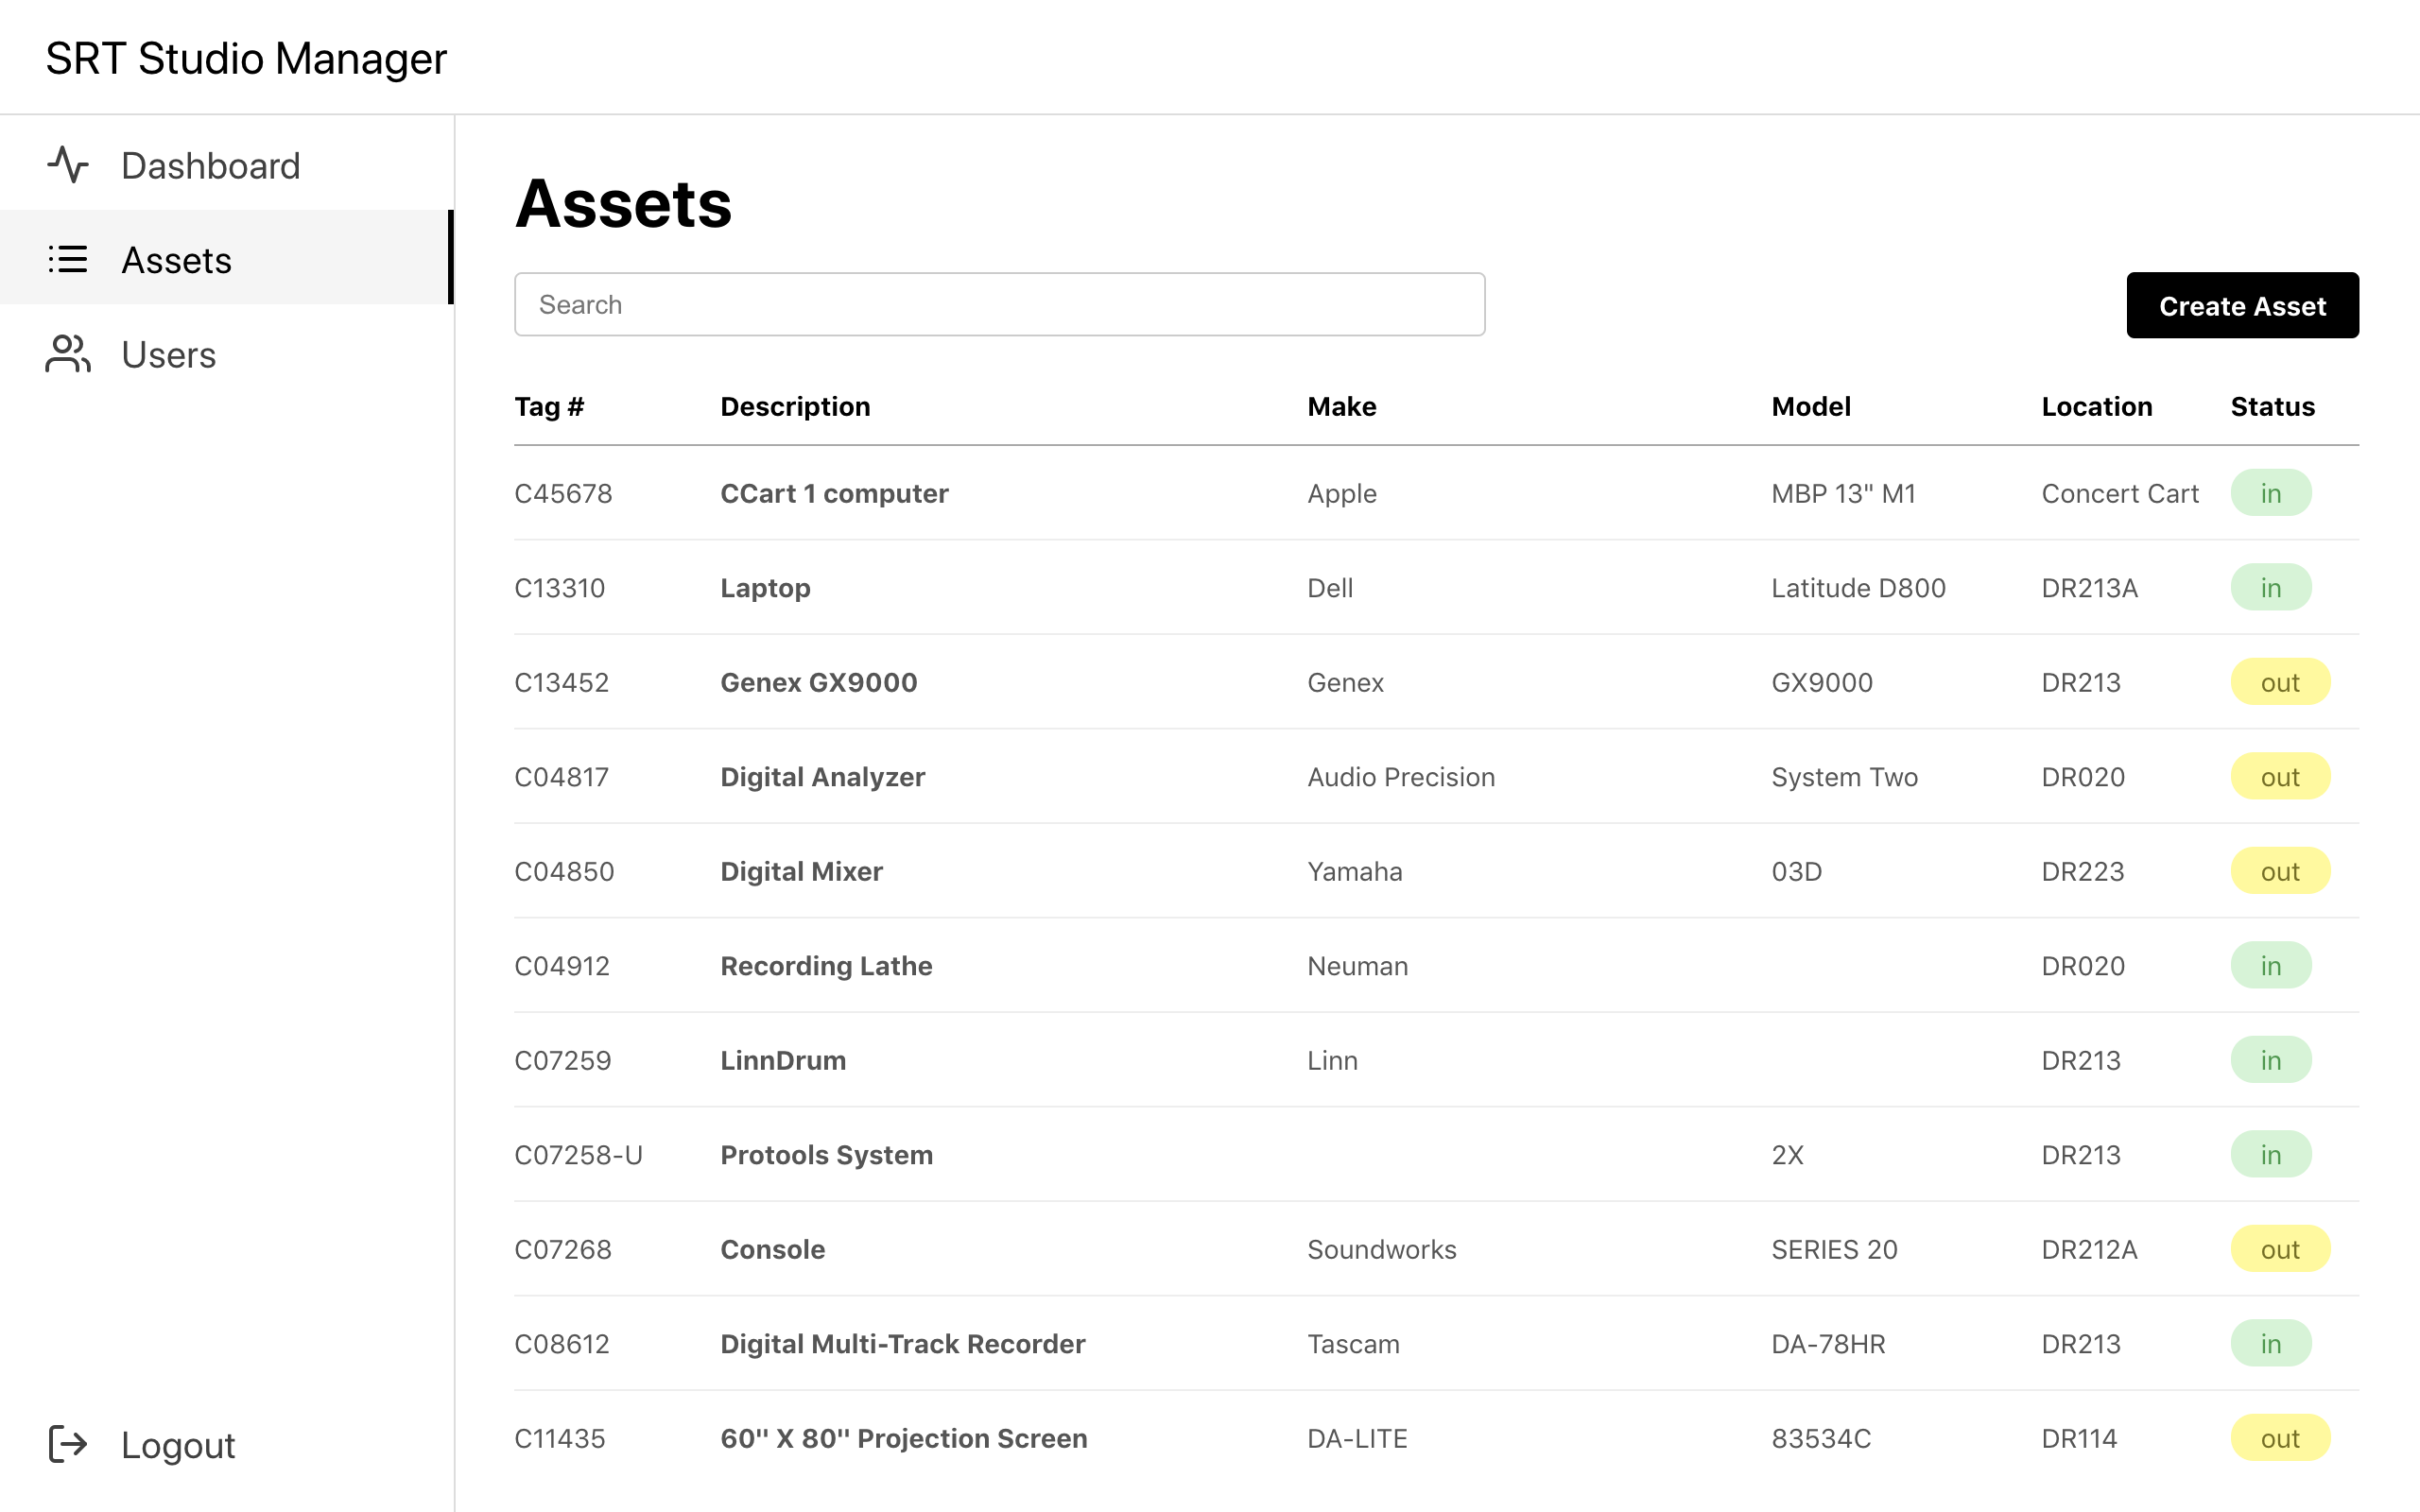 SRT Studio Manager
Dashboard
Assets
Users
Logout
Assets
Search
Create Asset
Tag # Description Make Model Location Status
C45678 CCart 1 computer Apple MBP 13" M1 Concert Cart in
C13310 Laptop Dell Latitude D800 DR213A in
C13452 Genex GX9000 Genex GX9000 DR213 out
C04817 Digital Analyzer Audio Precision System Two DR020 out
C04850 Digital Mixer Yamaha 03D DR223 out
C04912 Recording Lathe Neuman DR020 in
C07259 LinnDrum Linn DR213 in
C07258-U Protools System 2X DR213 in
C07268 Console Soundworks SERIES 20 DR212A out
C08612 Digital Multi-Track Recorder Tascam DA-78HR DR213 in
C11435 60'' X 80'' Projection Screen DA-LITE 83534C DR114 out